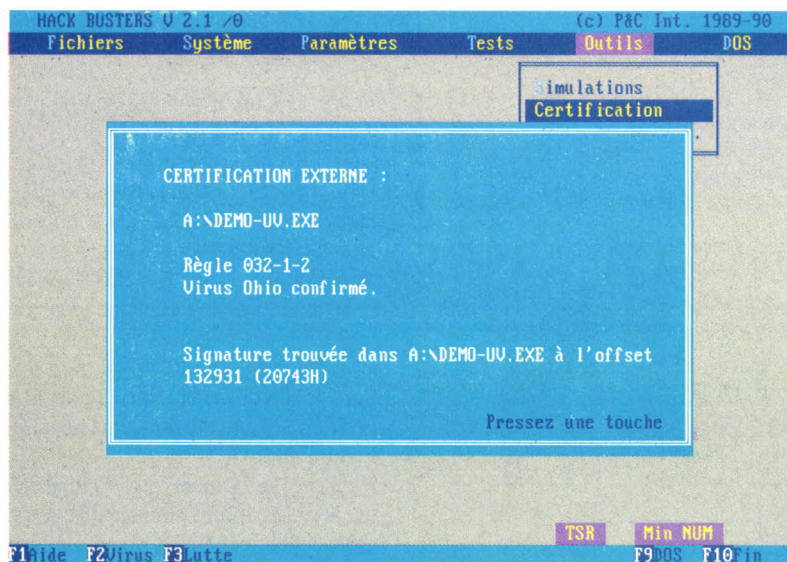 HACK BUSTERS V 2.1 /0 (c) P&C Int. 1989-90
Fichiers Système Paramètres Tests Outils DOS
Simulations
Certification
CERTIFICATION EXTERNE :
A:\DEMO-UV.EXE
Règle 032-1-2
Virus Ohio confirmé.
Signature trouvée dans A:\DEMO-UV.EXE à l'offset
132931 (20743H)
Pressez une touche
TSR Min NUM
F1Aide F2Virus F3Lutte F9DOS F10Fin